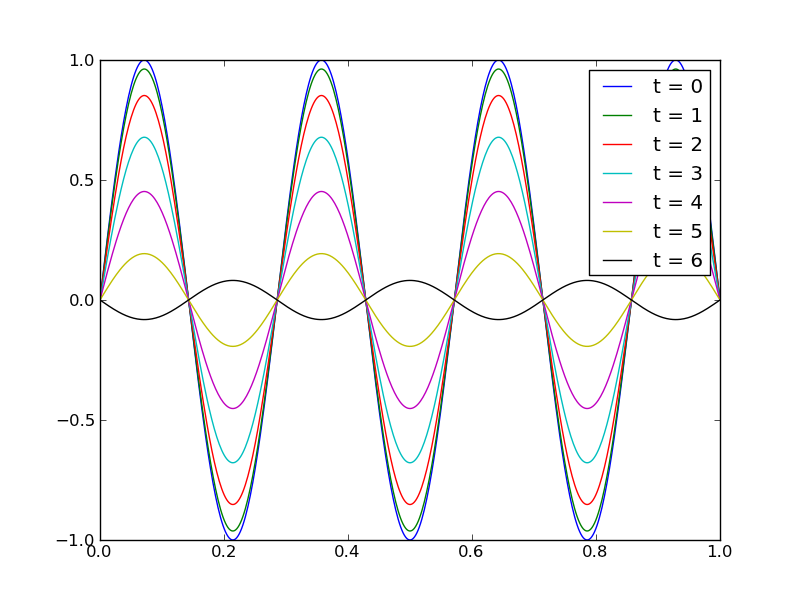 1.0
0.5
0.0
−0.5
−1.0
0.0 0.2 0.4 0.6 0.8 1.0
t = 0
t = 1
t = 2
t = 3
t = 4
t = 5
t = 6